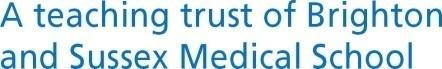 A teaching trust of Brighton
and Sussex Medical School